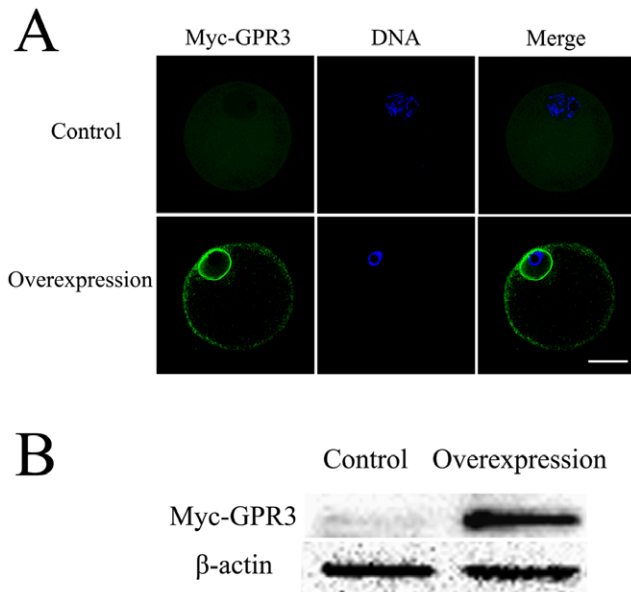 A
Myc-GPR3 DNA Merge
Control
Overexpression
B
Control Overexpression
Myc-GPR3
β-actin